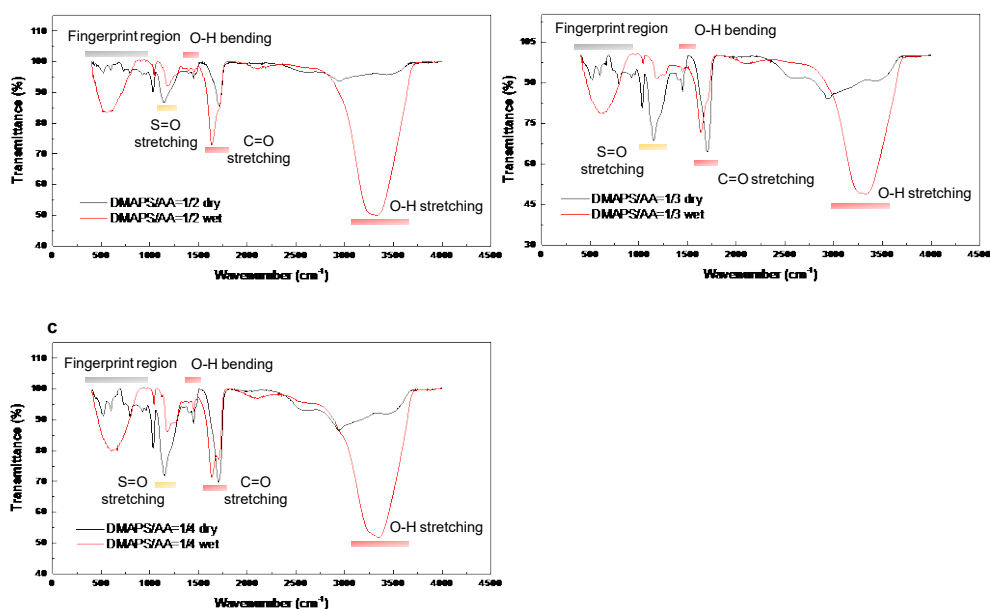 110
100
90
80
70
60
50
40
Transmittance (%)
Fingerprint region
O-H bending
S=O
stretching
C=O
stretching
O-H stretching
DMAPS/AA=1/2 dry
DMAPS/AA=1/2 wet
500 1000 1500 2000 2500 3000 3500 4000 4500
Wavenumber (cm⁻¹)
105
90
75
60
45
30
Transmittance (%)
Fingerprint region
O-H bending
S=O
stretching
C=O stretching
O-H stretching
DMAPS/AA=1/3 dry
DMAPS/AA=1/3 wet
0 500 1000 1500 2000 2500 3000 3500 4000 4500
Wavenumber (cm⁻¹)
C
110
100
90
80
70
60
50
40
Transmittance (%)
Fingerprint region
O-H bending
S=O
stretching
C=O
stretching
O-H stretching
DMAPS/AA=1/4 dry
DMAPS/AA=1/4 wet
500 1000 1500 2000 2500 3000 3500 4000 4500
Wavenumber (cm⁻¹)